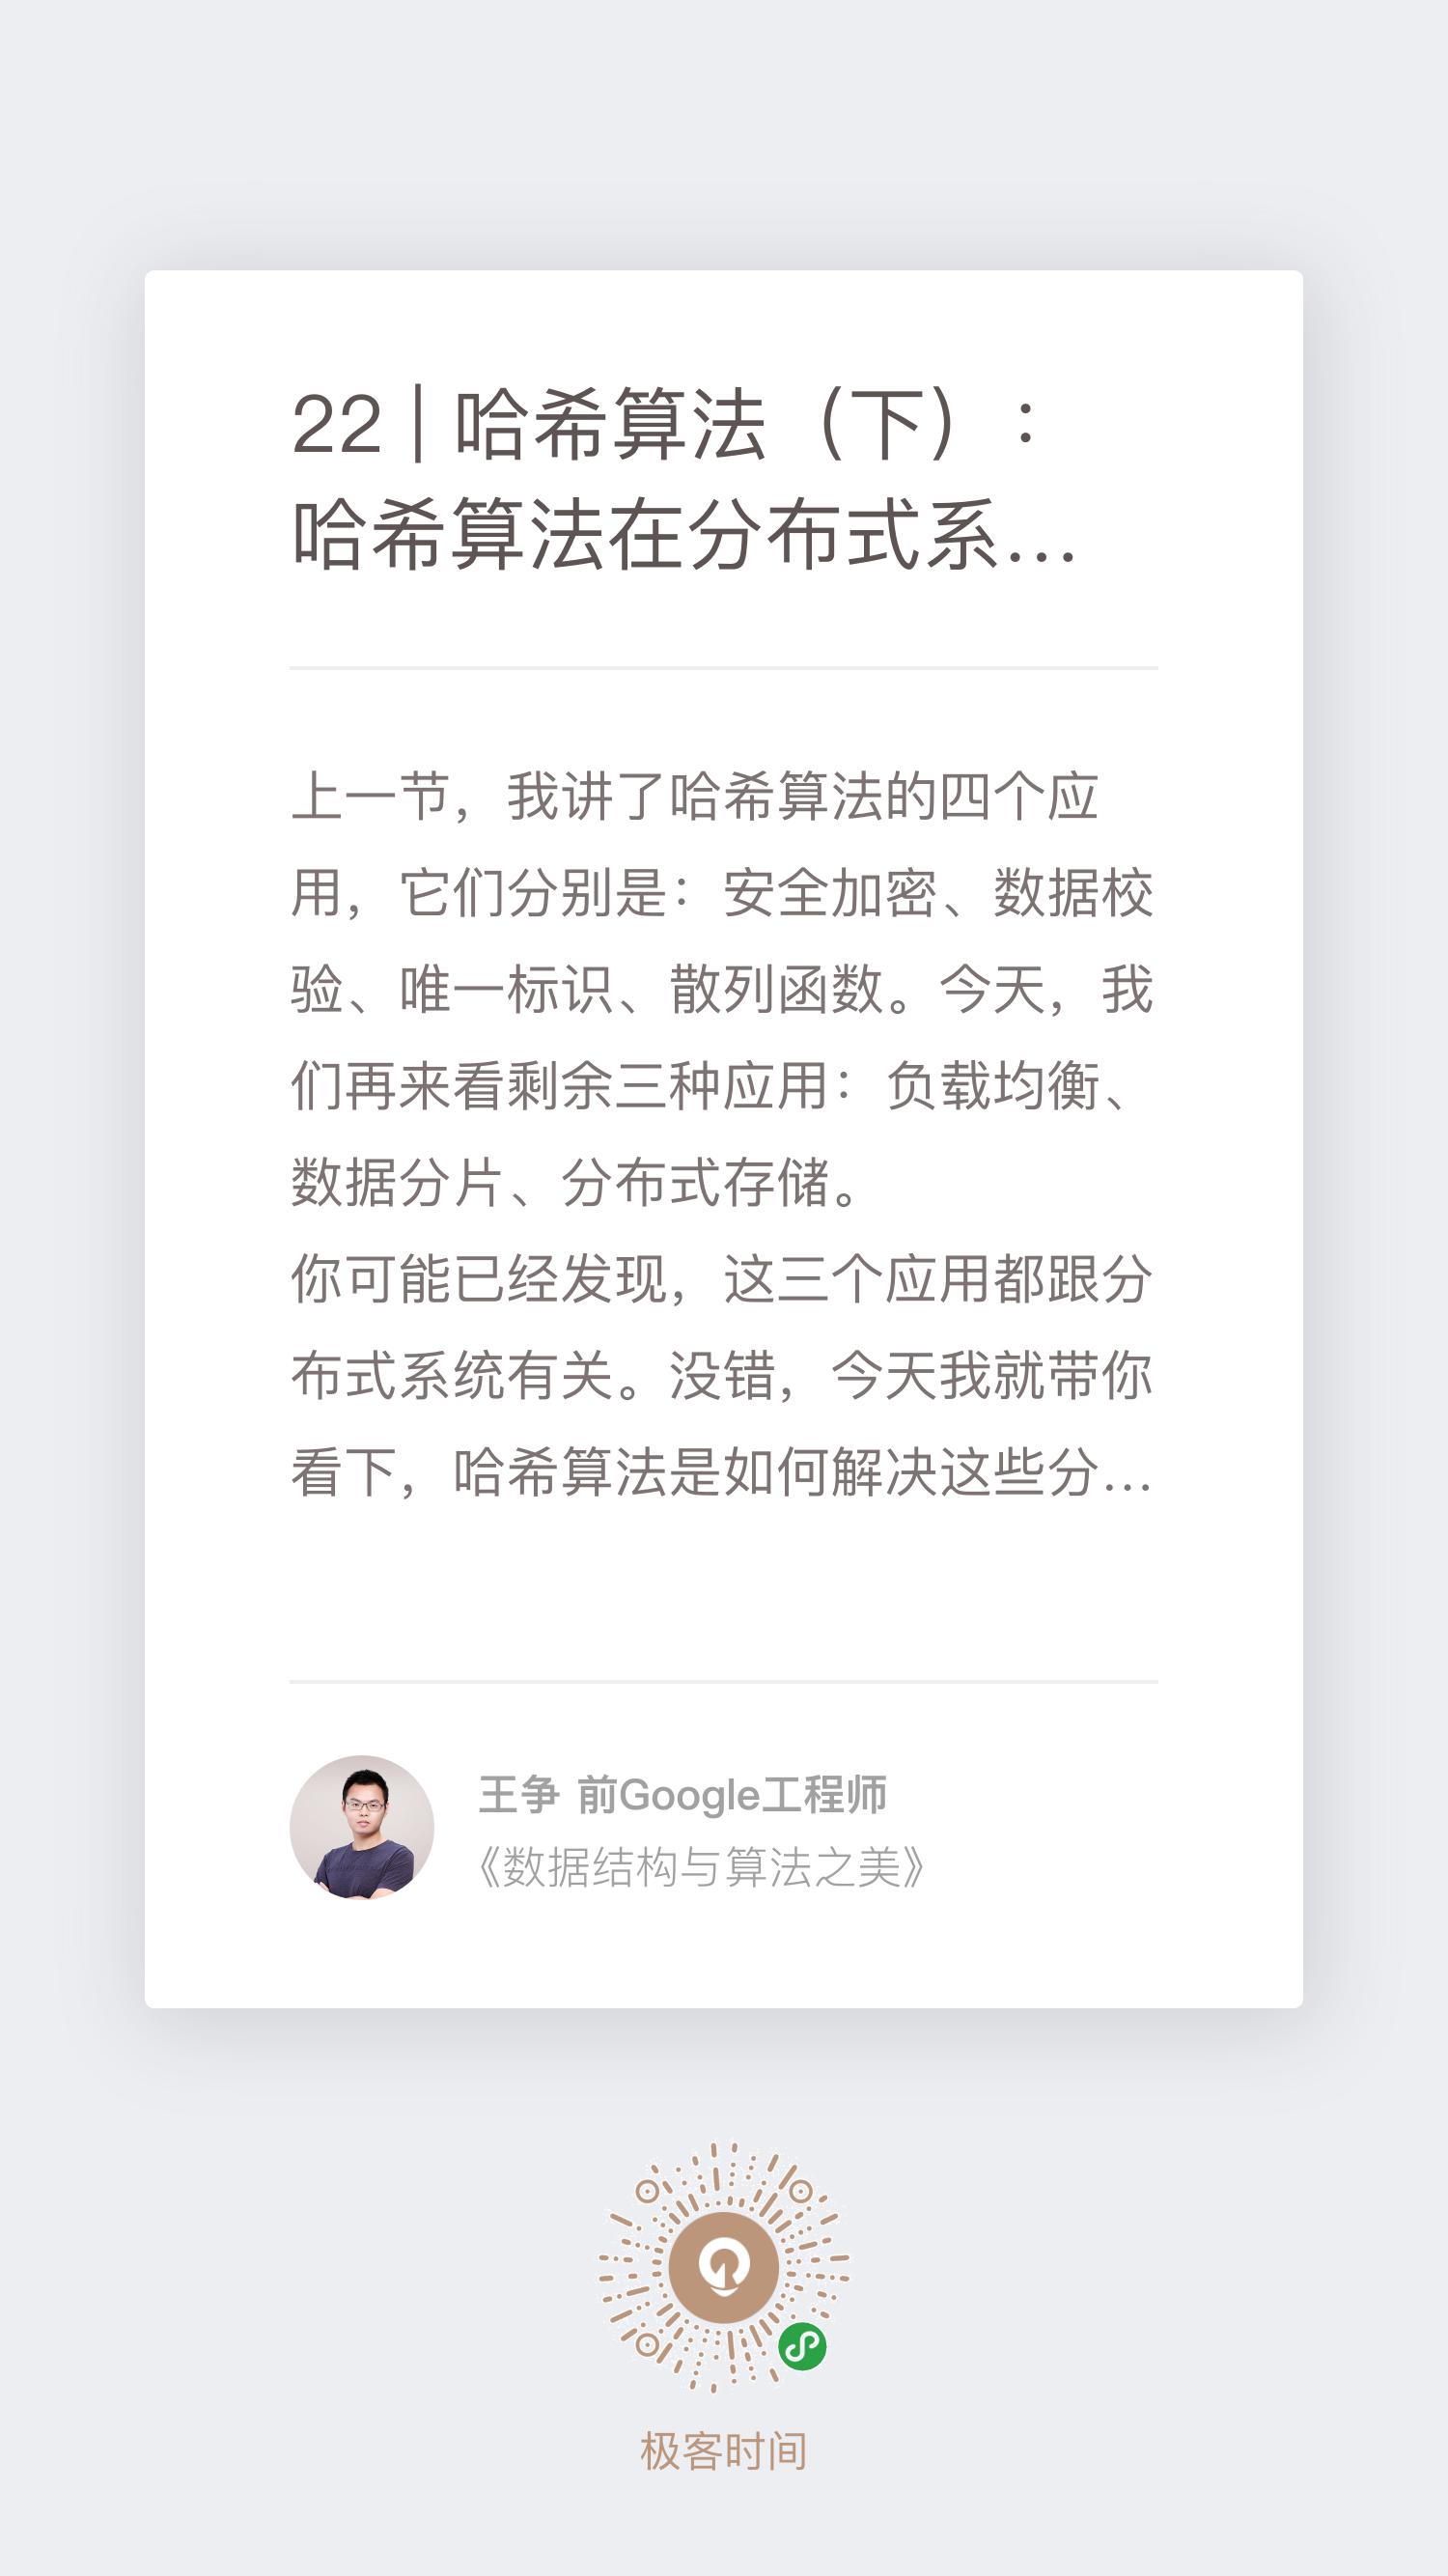 22 | 哈希算法（下）：
哈希算法在分布式系...
上一节，我讲了哈希算法的四个应
用，它们分别是：安全加密、数据校
验、唯一标识、散列函数。今天，我
们再来看剩余三种应用：负载均衡、
数据分片、分布式存储。
你可能已经发现，这三个应用都跟分
布式系统有关。没错，今天我就带你
看下，哈希算法是如何解决这些分...
王争 前Google工程师
《数据结构与算法之美》
极客时间